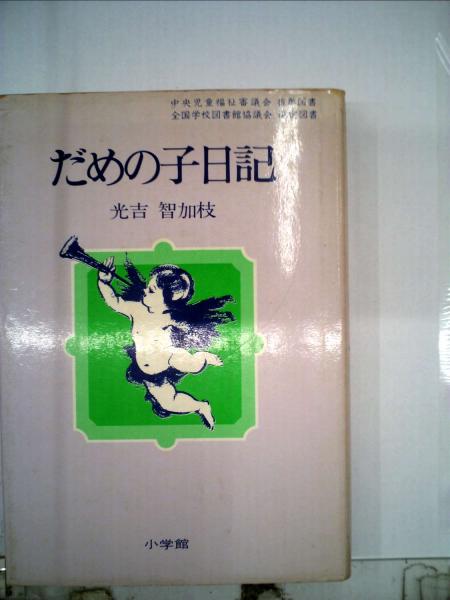 中央児童福祉審議会 推薦図書
全国学校図書館協議会 選定図書
だめの子日記
光吉 智加枝
小学館